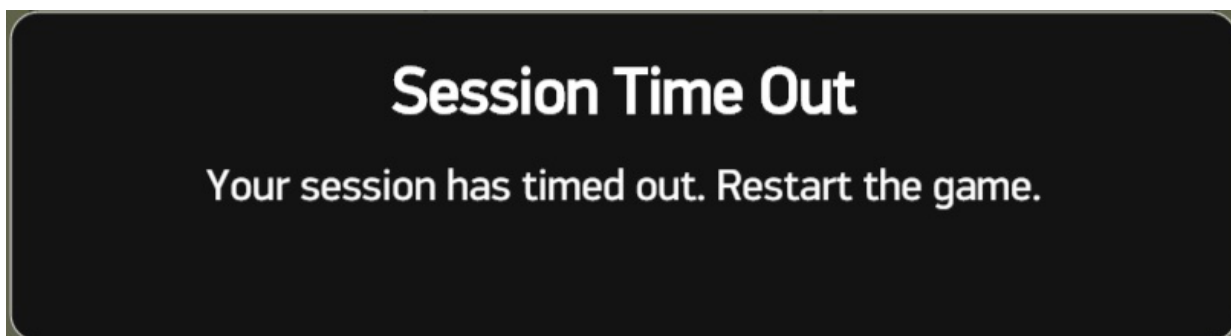 Session Time Out
Your session has timed out. Restart the game.